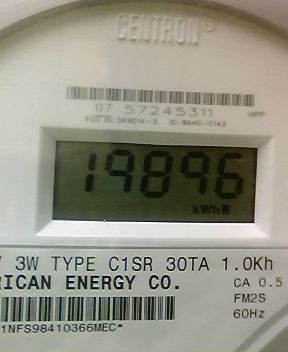 CENTRON®
07 57245311
19896
kWh
3W TYPE C1SR 30TA 1.0Kh
RICAN ENERGY CO.
CA 0.5
FM2S
60Hz
1NFS98410366MEC*